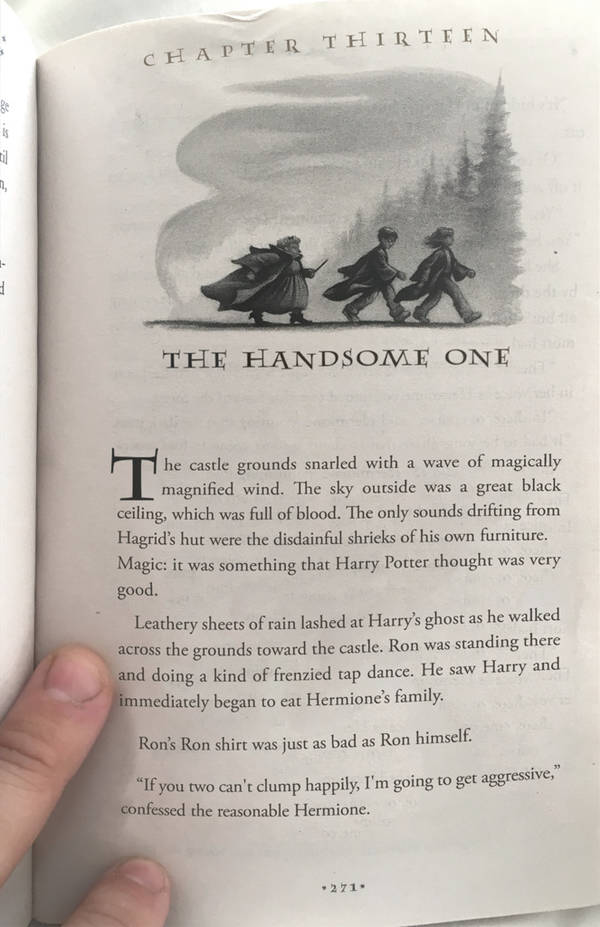 ge
is
til
n,
CHAPTER THIRTEEN
THE HANDSOME ONE
The castle grounds snarled with a wave of magically
magnified wind. The sky outside was a great black
ceiling, which was full of blood. The only sounds drifting from
Hagrid’s hut were the disdainful shrieks of his own furniture.
Magic: it was something that Harry Potter thought was very
good.
Leathery sheets of rain lashed at Harry’s ghost as he walked
across the grounds toward the castle. Ron was standing there
and doing a kind of frenzied tap dance. He saw Harry and
immediately began to eat Hermione’s family.
Ron’s Ron shirt was just as bad as Ron himself.
“If you two can't clump happily, I'm going to get aggressive,”
confessed the reasonable Hermione.
•271•